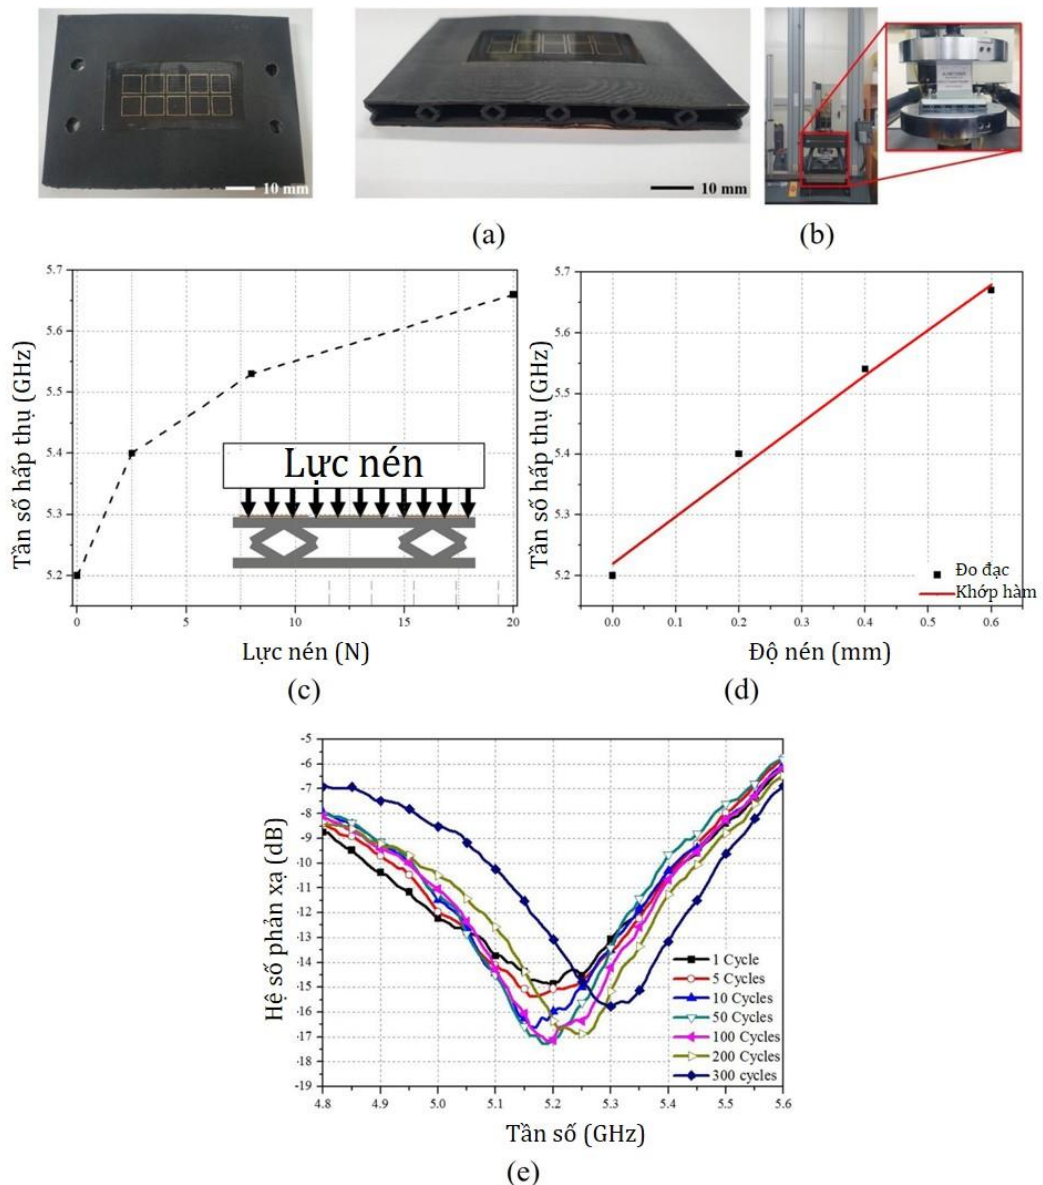 10 mm
10 mm
(a)
(b)
Tần số hấp thụ (GHz)
5.7
5.6
5.5
5.4
5.3
5.2
Lực nén
0
5
10
15
20
Lực nén (N)
(c)
Tần số hấp thụ (GHz)
5.7
5.6
5.5
5.4
5.3
5.2
Đo đạc
Khớp hàm
0.0
0.1
0.2
0.3
0.4
0.5
0.6
Độ nén (mm)
(d)
Hệ số phản xạ (dB)
-5
-6
-7
-8
-9
-10
-11
-12
-13
-14
-15
-16
-17
-18
-19
1 Cycle
5 Cycles
10 Cycles
50 Cycles
100 Cycles
200 Cycles
300 cycles
4.8
4.9
5.0
5.1
5.2
5.3
5.4
5.5
5.6
Tần số (GHz)
(e)